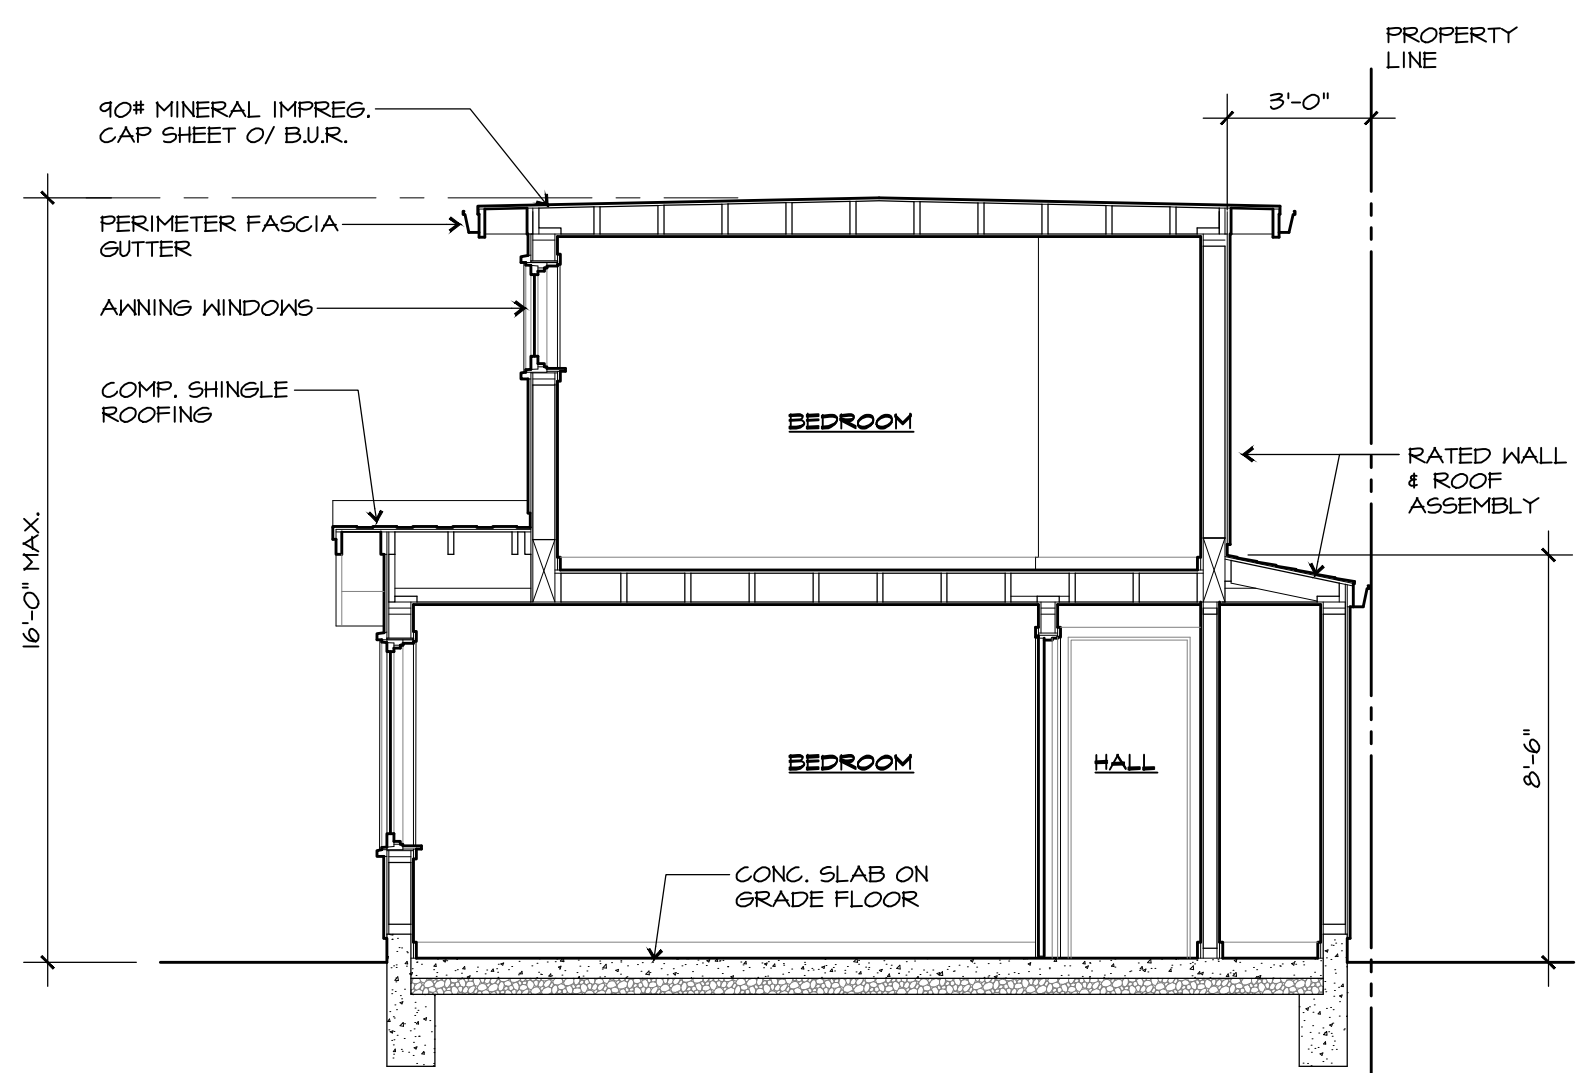 PROPERTY
LINE
3'-0"
90# MINERAL IMPREG.
CAP SHEET O/ B.U.R.
PERIMETER FASCIA
GUTTER
AWNING WINDOWS
COMP. SHINGLE
ROOFING
BEDROOM
RATED WALL
& ROOF
ASSEMBLY
16'-0" MAX.
BEDROOM
HALL
8'-6"
CONC. SLAB ON
GRADE FLOOR